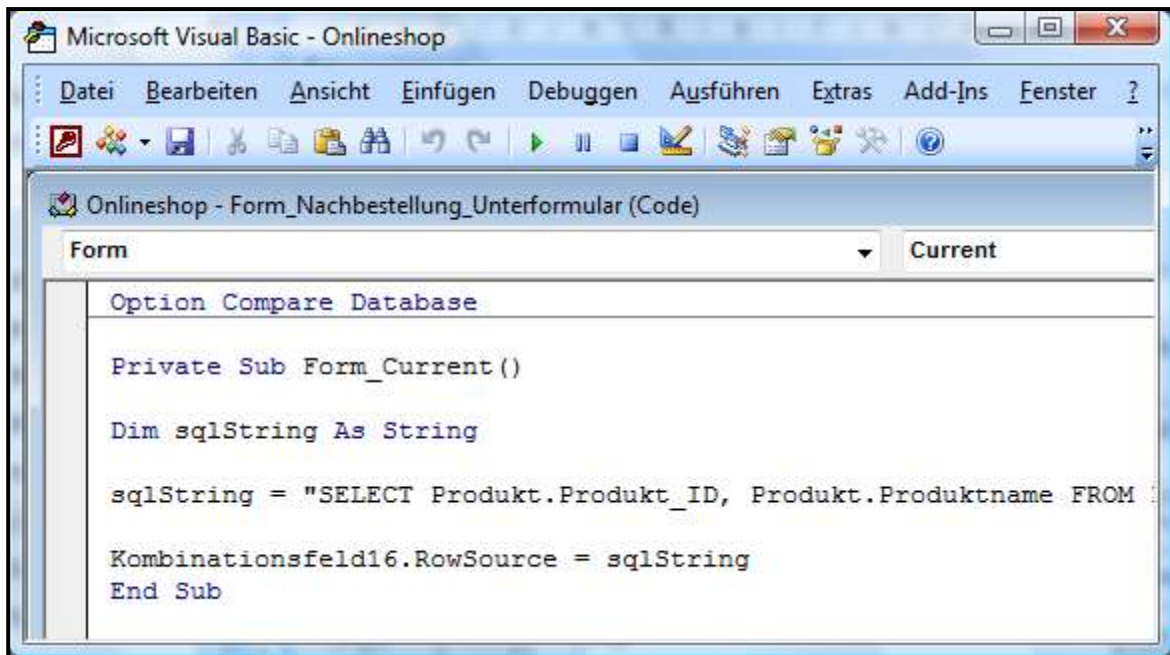 Microsoft Visual Basic - Onlineshop
Datei Bearbeiten Ansicht Einfügen Debuggen Ausführen Extras Add-Ins Fenster ?
Onlineshop - Form_Nachbestellung_Unterformular (Code)
Form Current
Option Compare Database
Private Sub Form_Current()
Dim sqlString As String
sqlString = "SELECT Produkt.Produkt_ID, Produkt.Produktname FROM
Kombinationsfeld16.RowSource = sqlString
End Sub